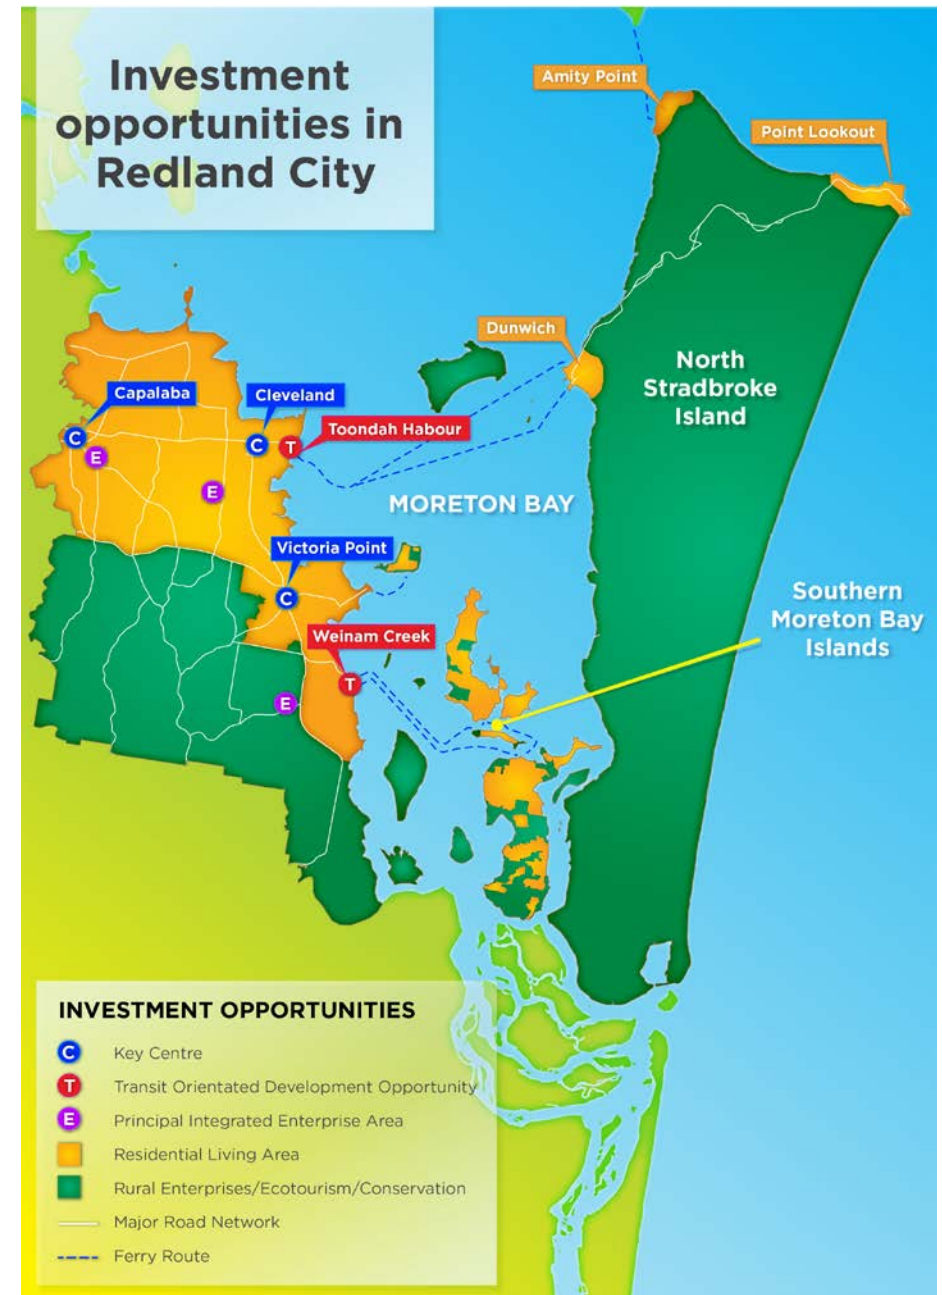 Investment
opportunities in
Redland City
Amity Point
Point Lookout
Dunwich
North
Stradbroke
Island
Capalaba
Cleveland
C
C
T
Toondah Habour
E
E
MORETON BAY
Victoria Point
C
Southern
Moreton Bay
Islands
Weinam Creek
T
E
INVESTMENT OPPORTUNITIES
C Key Centre
T Transit Orientated Development Opportunity
E Principal Integrated Enterprise Area
Residential Living Area
Rural Enterprises/Ecotourism/Conservation
Major Road Network
Ferry Route